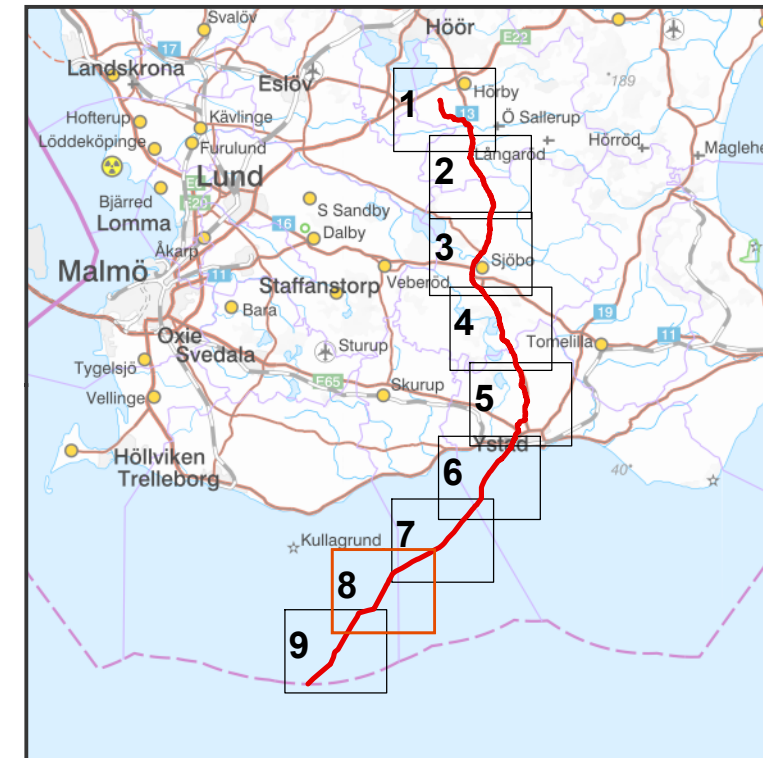 Svalöv
Höör
E22
17
Landskrona
Eslöv
189
1
Hörby
13
Hofterup
Kävlinge
Ö Sallerup
Löddeköpinge
Furulund
Hörröd
Maglehe
Långaröd
2
Lund
E20
Bjärred
S Sandby
Lomma
16
Dalby
Åkarp
3
Sjöbo
Malmö
11
Veberöd
Staffanstorp
Bara
4
19
Oxie
Tomelilla
11
Svedala
Sturup
Tygelsjö
E65
Skurup
5
Vellinge
Ystad
Höllviken
6
40
Trelleborg
7
Kullagrund
8
9